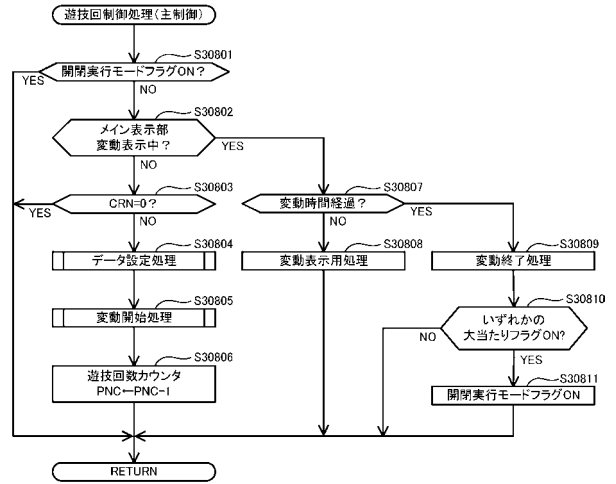 遊技回制御処理(主制御)
S30801
開閉実行モードフラグON?
YES
NO
S30802
メイン表示部
変動表示中?
YES
NO
S30803
CRN=0?
YES
NO
S30807
変動時間経過?
NO
YES
S30804
データ設定処理
S30808
変動表示用処理
S30809
変動終了処理
S30805
変動開始処理
S30810
いずれかの
大当たりフラグON?
NO
YES
S30806
遊技回数カウンタ
PNC←PNC-1
S30811
開閉実行モードフラグON
RETURN